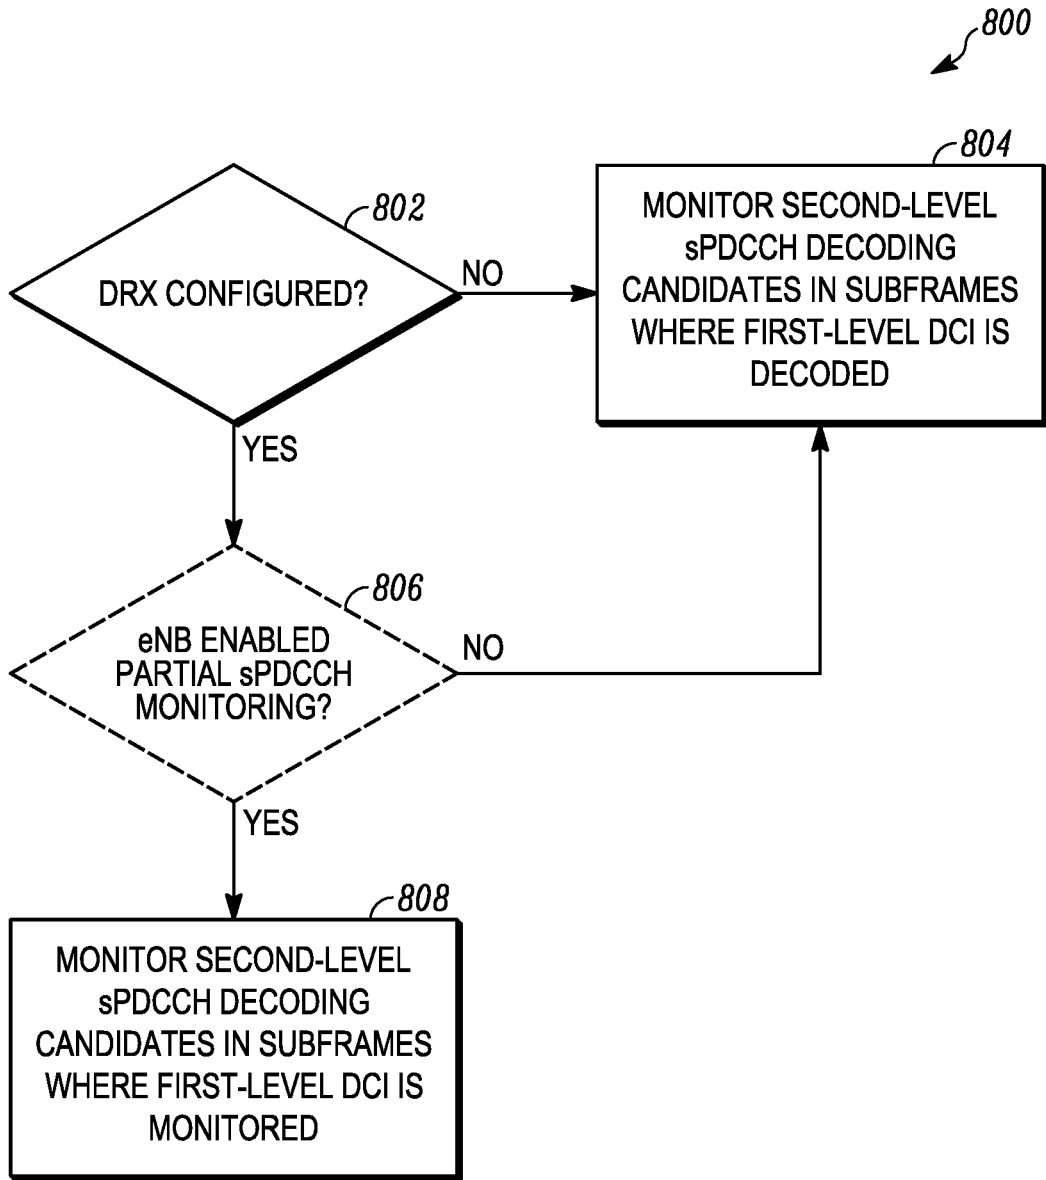 800
804
MONITOR SECOND-LEVEL
sPDCCH DECODING
CANDIDATES IN SUBFRAMES
WHERE FIRST-LEVEL DCI IS
DECODED
802
DRX CONFIGURED?
NO
YES
806
eNB ENABLED
PARTIAL sPDCCH
MONITORING?
NO
YES
808
MONITOR SECOND-LEVEL
sPDCCH DECODING
CANDIDATES IN SUBFRAMES
WHERE FIRST-LEVEL DCI IS
MONITORED